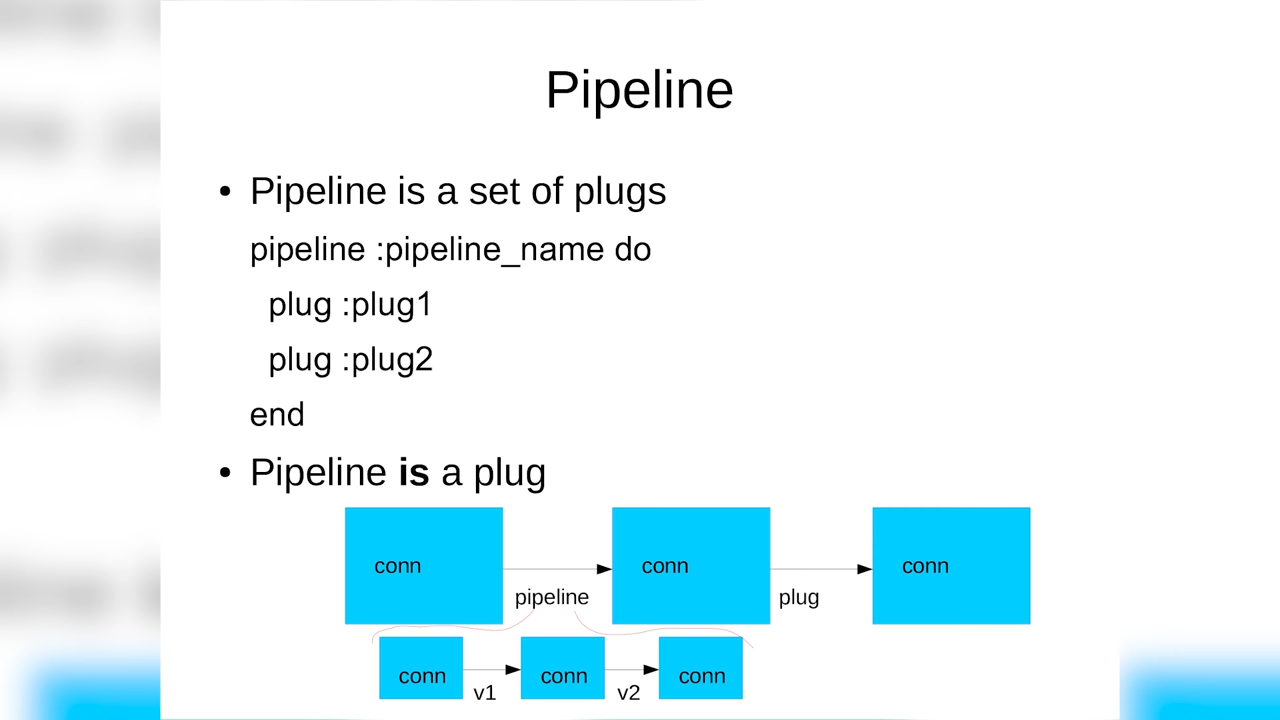 Pipeline
• Pipeline is a set of plugs
pipeline :pipeline_name do
plug :plug1
plug :plug2
end
• Pipeline is a plug
conn
conn
conn
pipeline
plug
conn
conn
conn
v1
v2